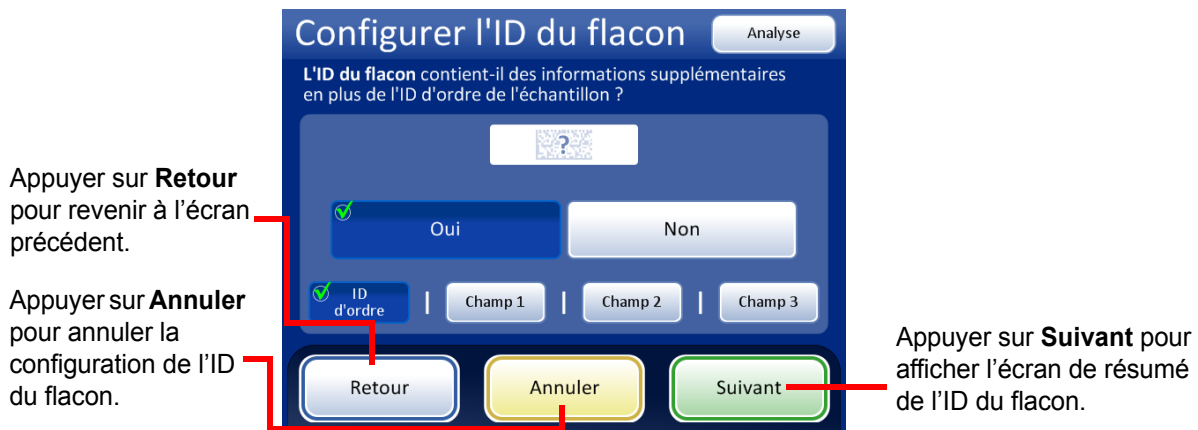 Configurer l'ID du flacon
Analyse
L'ID du flacon contient-il des informations supplémentaires
en plus de l'ID d'ordre de l'échantillon ?
?
Oui
Non
ID
d'ordre
|
Champ 1
|
Champ 2
|
Champ 3
Retour
Annuler
Suivant
Appuyer sur Retour
pour revenir à l’écran
précédent.
Appuyer sur Annuler
pour annuler la
configuration de l’ID
du flacon.
Appuyer sur Suivant pour
afficher l’écran de résumé
de l’ID du flacon.